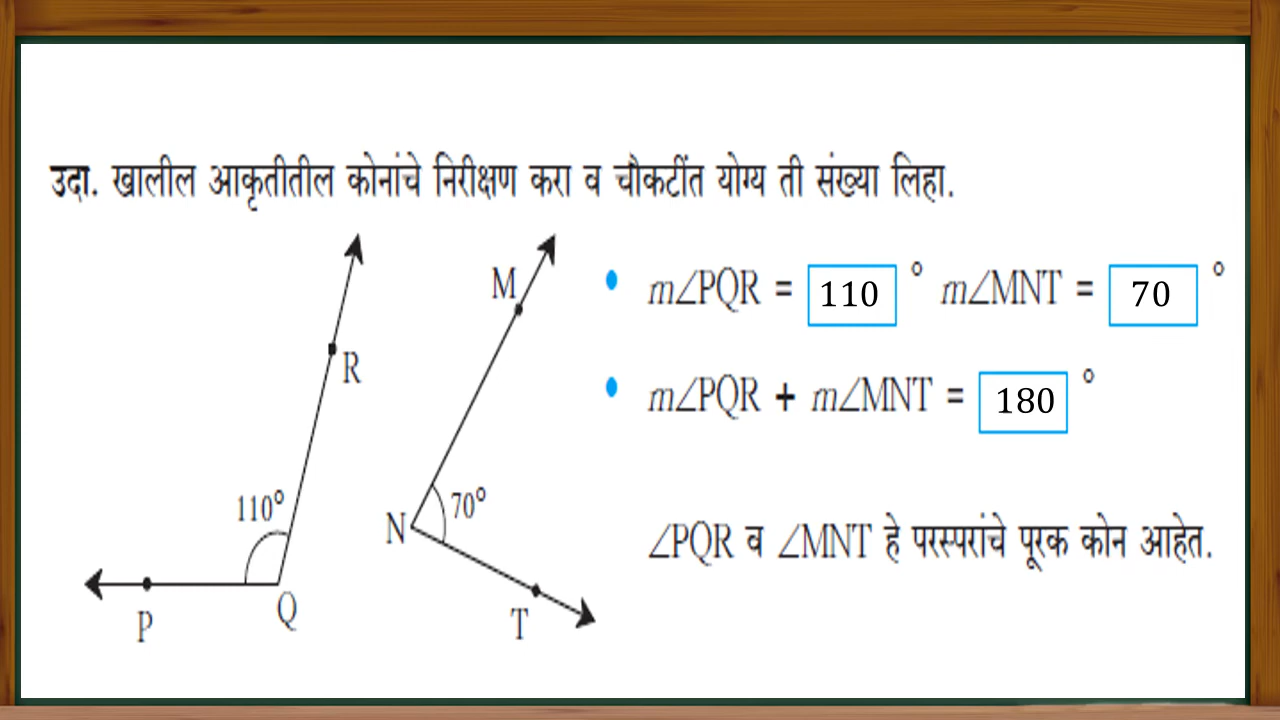 उदा. खालील आकृतीतील कोनांचे निरीक्षण करा व चौकटींत योग्य ती संख्या लिहा.
m∠PQR = 110 ° m∠MNT = 70 °
m∠PQR + m∠MNT = 180 °
∠PQR व ∠MNT हे परस्परांचे पूरक कोन आहेत.
M
R
110°
70°
N
P
Q
T